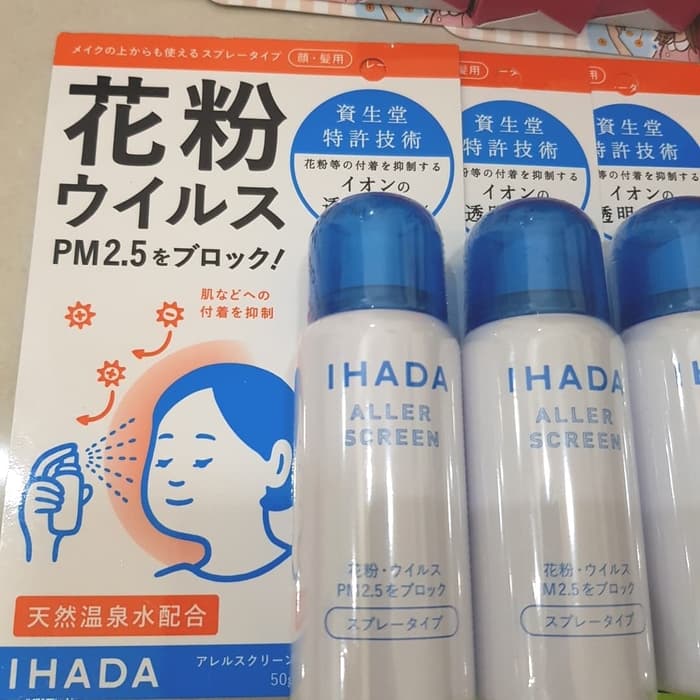 メイクの上からも使えるスプレータイプ
顔・髪用
花粉
ウイルス
PM2.5をブロック!
資生堂
特許技術
花粉等の付着を抑制する
イオンの
肌などへの
付着を抑制
天然温泉水配合
IHADA
アレルスクリーン
50g
髪用
資生堂
特許技術
等の付着を抑制する
イオンの
透明
用
資生堂
特許技術
等の付着を抑制する
イオンの
透明
IHADA
ALLER
SCREEN
花粉・ウイルス
PM2.5をブロック
スプレータイプ
IHADA
ALLER
SCREEN
花粉・ウイルス
M2.5をブロック
スプレータイプ